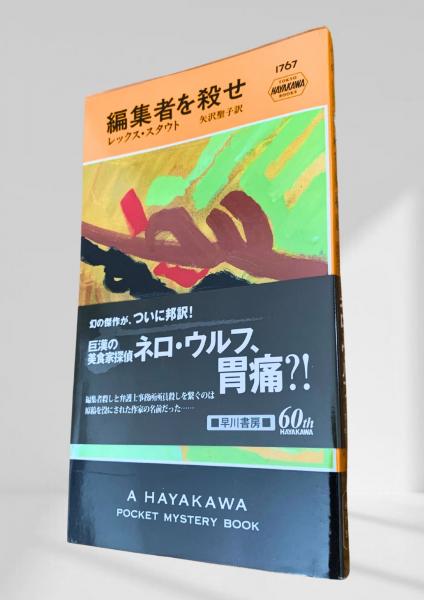 1767
TOKYO
HAYAKAWA
BOOKS
編集者を殺せ
レックス・スタウト
矢沢聖子訳
幻の傑作が、ついに邦訳!
巨漢の
美食家探偵
ネロ・ウルフ、
胃痛?!
編集者殺しと弁護士事務所所員殺しを繋ぐのは
原稿を没にされた作家の名前だった……
■早川書房■
60th
HAYAKAWA
A HAYAKAWA
POCKET MYSTERY BOOK